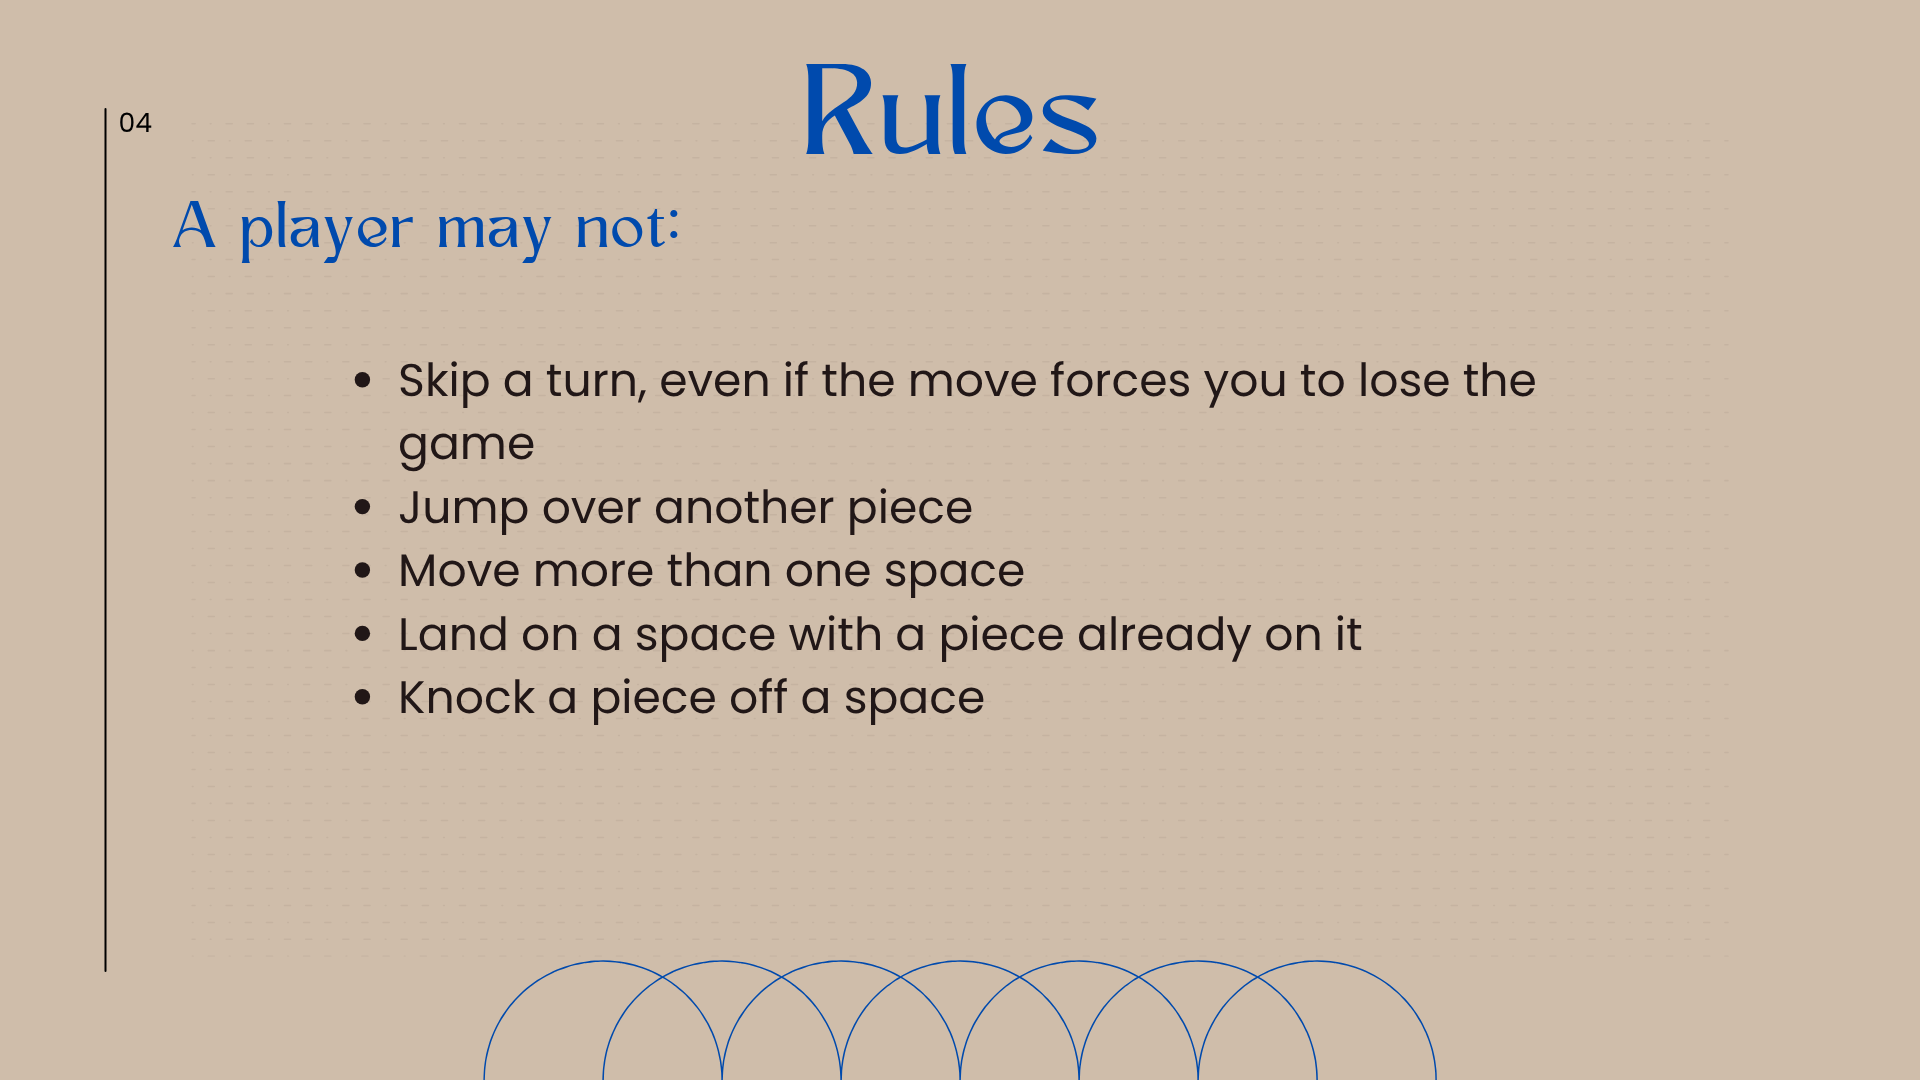 Rules
04
A player may not:
• Skip a turn, even if the move forces you to lose the
game
• Jump over another piece
• Move more than one space
• Land on a space with a piece already on it
• Knock a piece off a space